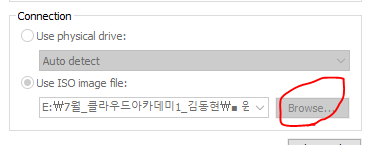 Connection
Use physical drive:
Auto detect
Use ISO image file:
E:₩7월_클라우드아카데미1_김동현₩■
Browse...